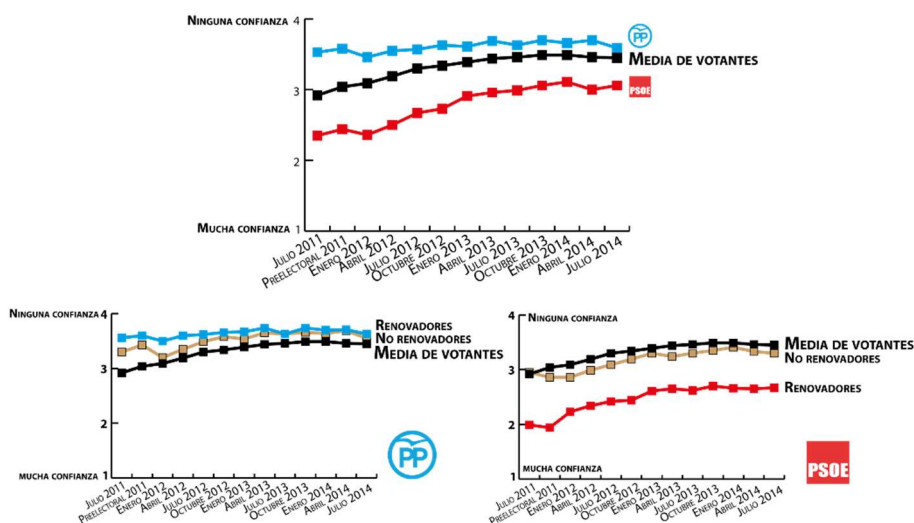 NINGUNA CONFIANZA 4
PP
MEDIA DE VOTANTES
3
PSOE
2
MUCHA CONFIANZA 1
JULIO 2011
PREELECTORAL 2011
ENERO 2012
ABRIL 2012
JULIO 2012
OCTUBRE 2012
ENERO 2013
ABRIL 2013
JULIO 2013
OCTUBRE 2013
ENERO 2014
ABRIL 2014
JULIO 2014
NINGUNA CONFIANZA 4
RENOVADORES
NO RENOVADORES
MEDIA DE VOTANTES
3
2
PP
MUCHA CONFIANZA 1
JULIO 2011
PREELECTORAL 2011
ENERO 2012
ABRIL 2012
JULIO 2012
OCTUBRE 2012
ENERO 2013
ABRIL 2013
JULIO 2013
OCTUBRE 2013
ENERO 2014
ABRIL 2014
JULIO 2014
4 NINGUNA CONFIANZA
MEDIA DE VOTANTES
NO RENOVADORES
3
RENOVADORES
2
PSOE
MUCHA CONFIANZA
1
JULIO 2011
PREELECTORAL 2011
ENERO 2012
ABRIL 2012
JULIO 2012
OCTUBRE 2012
ENERO 2013
ABRIL 2013
JULIO 2013
OCTUBRE 2013
ENERO 2014
ABRIL 2014
JULIO 2014